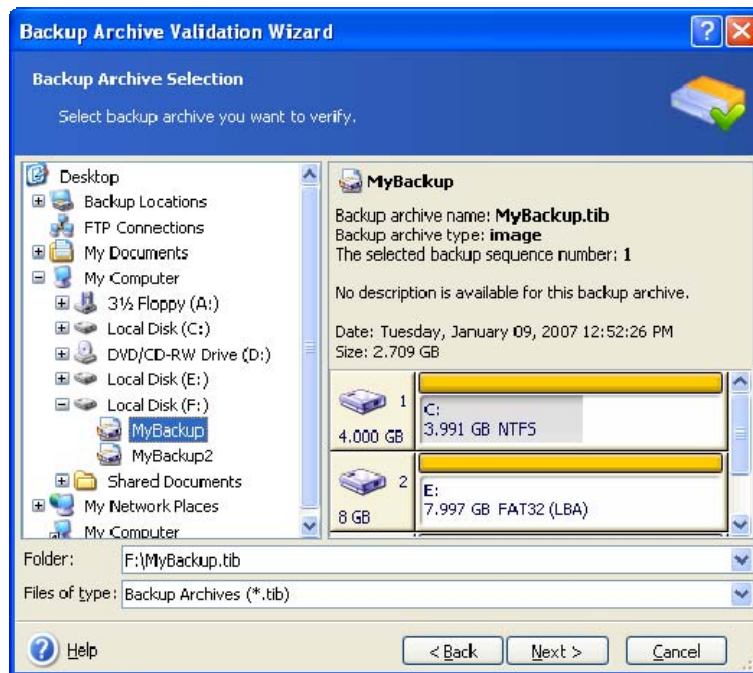 Backup Archive Validation Wizard
Backup Archive Selection
Select backup archive you want to verify.
Desktop
Backup Locations
FTP Connections
My Documents
My Computer
3½ Floppy (A:)
Local Disk (C:)
DVD/CD-RW Drive (D:)
Local Disk (E:)
Local Disk (F:)
MyBackup
MyBackup2
Shared Documents
My Network Places
My Computer
MyBackup
Backup archive name: MyBackup.tib
Backup archive type: image
The selected backup sequence number: 1
No description is available for this backup archive.
Date: Tuesday, January 09, 2007 12:52:26 PM
Size: 2.709 GB
1
4.000 GB
C:
3.991 GB NTFS
2
8 GB
E:
7.997 GB FAT32 (LBA)
Folder: F:\MyBackup.tib
Files of type: Backup Archives (*.tib)
Help
< Back
Next >
Cancel